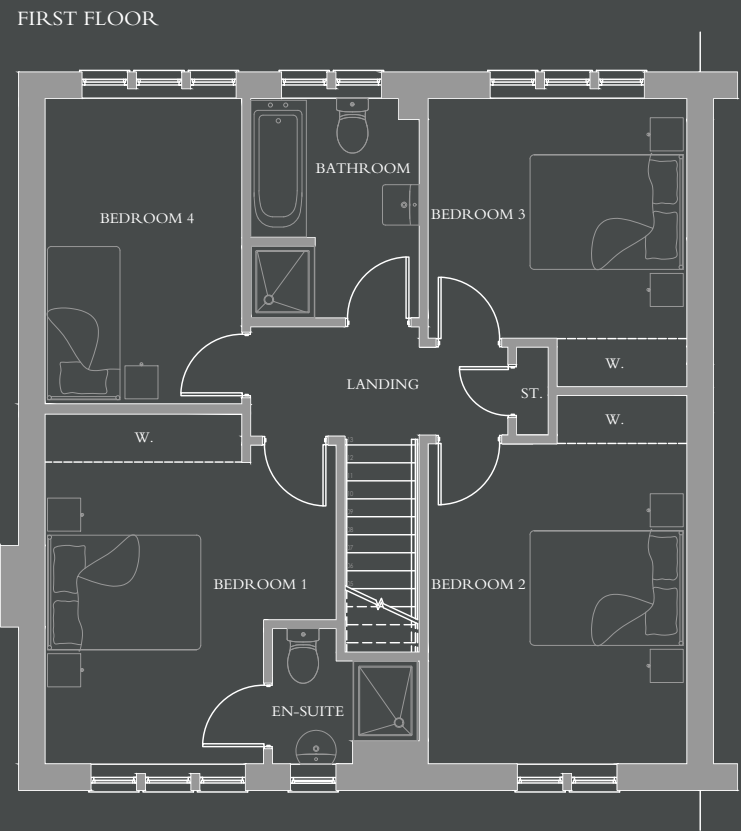 FIRST FLOOR
BATHROOM
BEDROOM 4
BEDROOM 3
W.
LANDING
ST.
W.
W.
BEDROOM 1
BEDROOM 2
EN-SUITE